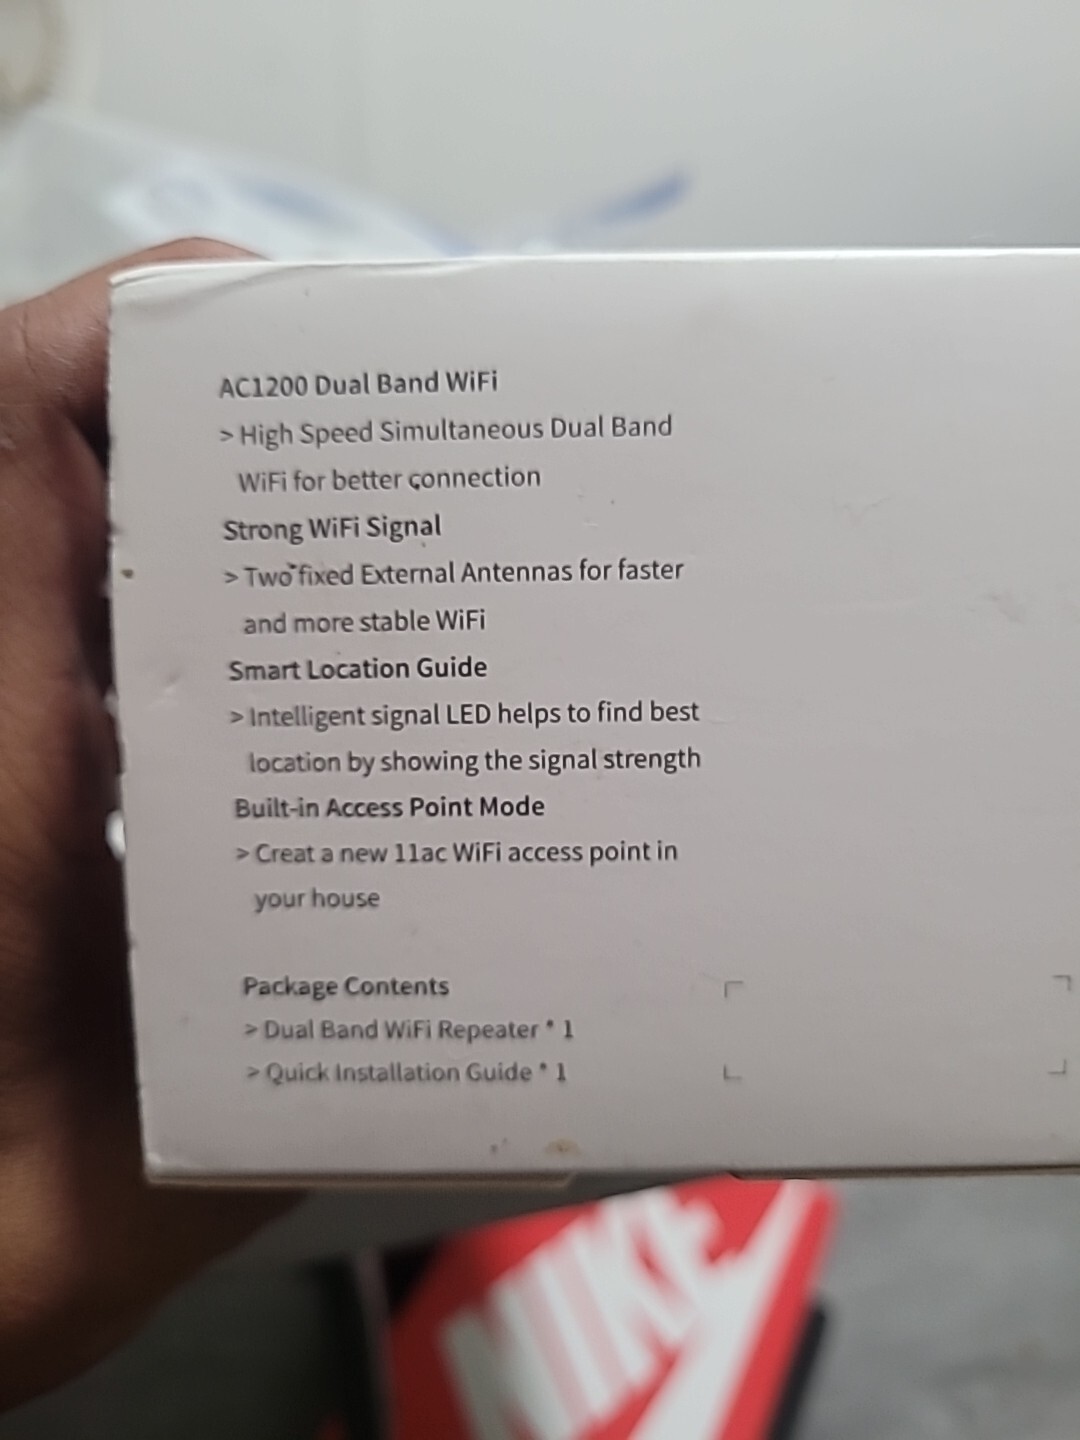 AC1200 Dual Band WiFi
> High Speed Simultaneous Dual Band
WiFi for better connection
Strong WiFi Signal
> Two fixed External Antennas for faster
and more stable WiFi
Smart Location Guide
> Intelligent signal LED helps to find best
location by showing the signal strength
Built-in Access Point Mode
> Creat a new 11ac WiFi access point in
your house
Package Contents
> Dual Band WiFi Repeater * 1
> Quick Installation Guide * 1
NIKE